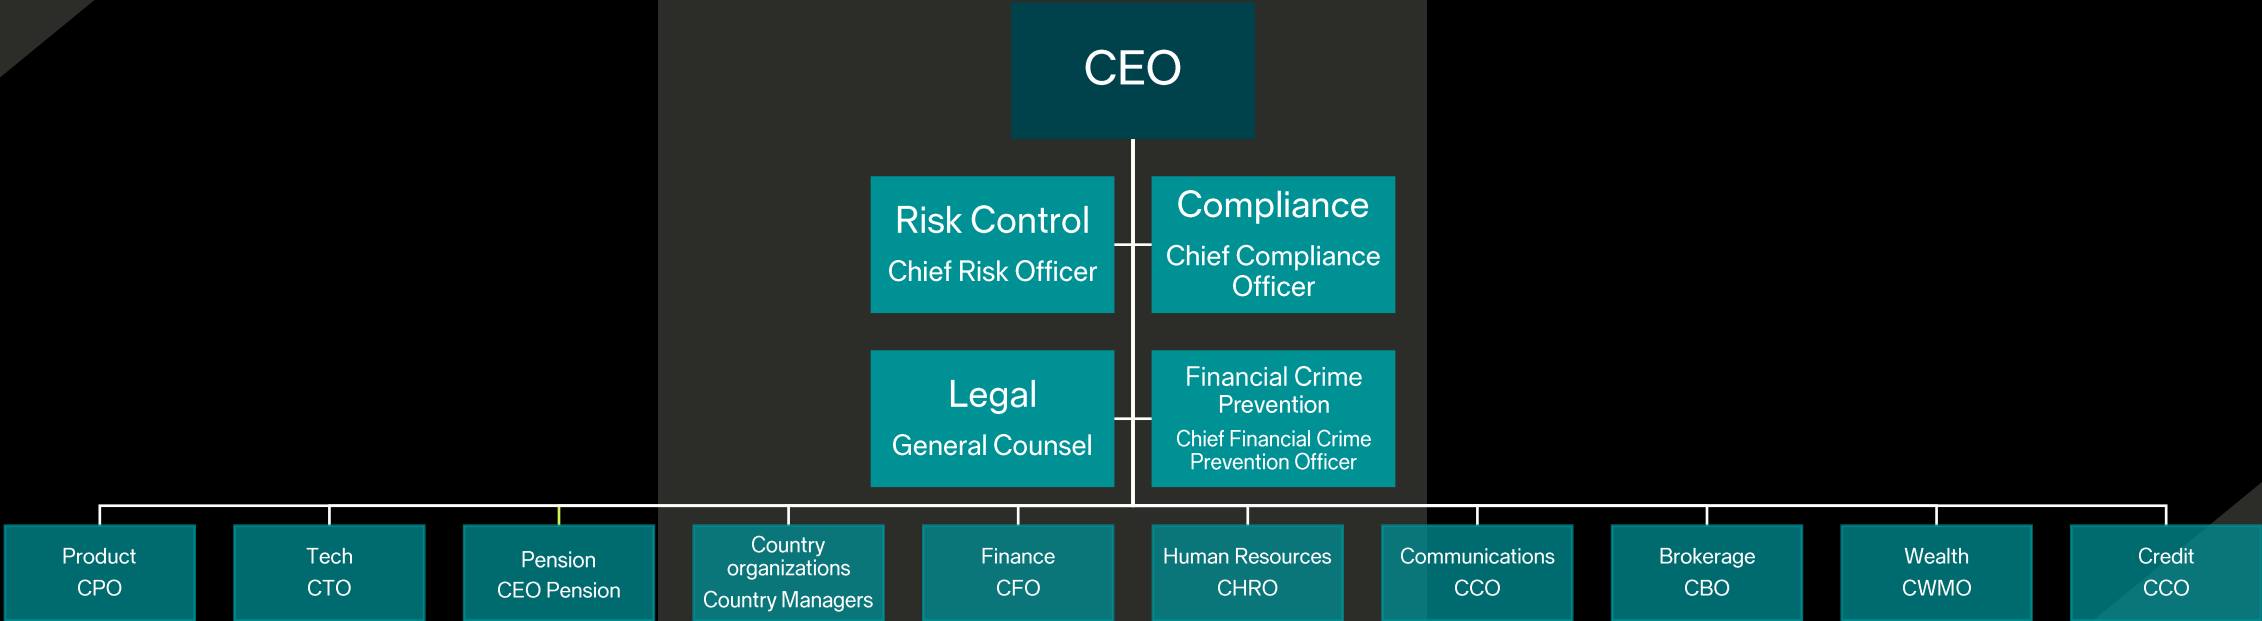 CEO
Risk Control
Chief Risk Officer
Compliance
Chief Compliance
Officer
Legal
General Counsel
Financial Crime
Prevention
Chief Financial Crime
Prevention Officer
Product
CPO
Tech
CTO
Pension
CEO Pension
Country
organizations
Country Managers
Finance
CFO
Human Resources
CHRO
Communications
CCO
Brokerage
CBO
Wealth
CWMO
Credit
CCO